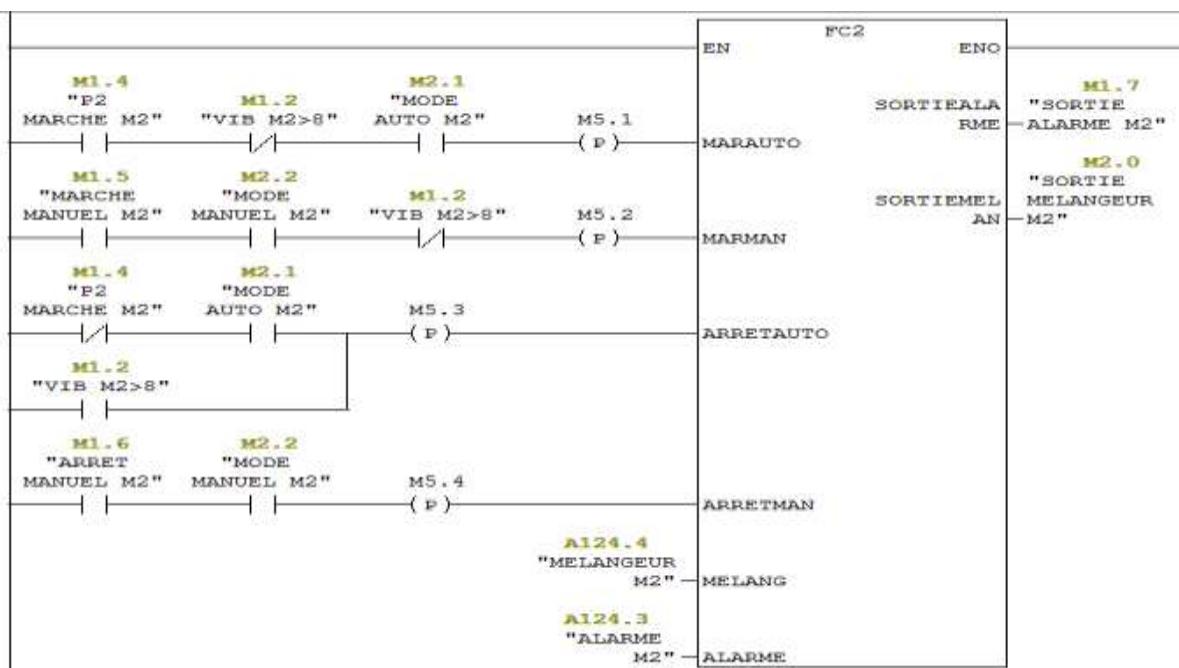 FC2
EN ENO
M1.4 M2.1 M1.7
"P2 M1.2 "MODE SORTIEALA "SORTIE
MARCHE M2" "VIB M2>8" AUTO M2" M5.1 RME ALARME M2"
( P ) MARAUTO
M2.0
M1.5 M2.2 "SORTIE
"MARCHE "MODE M1.2 SORTIEMEL MELANGEUR
MANUEL M2" MANUEL M2" "VIB M2>8" M5.2 AN M2"
( P ) MARMAN
M1.4 M2.1
"P2 "MODE
MARCHE M2" AUTO M2" M5.3
( P ) ARRETAUTO
M1.2
"VIB M2>8"
M1.6 M2.2
"ARRET "MODE
MANUEL M2" MANUEL M2" M5.4
( P ) ARRETMAN
A124.4
"MELANGEUR
M2" MELANG
A124.3
"ALARME
M2" ALARME